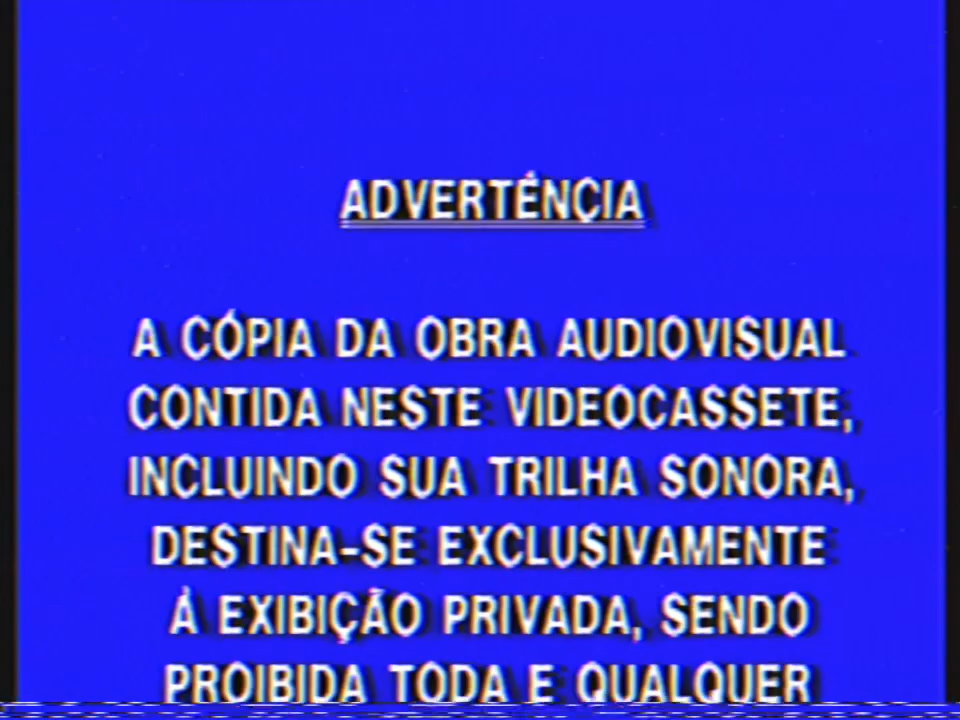 ADVERTÊNCIA
A CÓPIA DA OBRA AUDIOVISUAL
CONTIDA NESTE VIDEOCASSETE,
INCLUINDO SUA TRILHA SONORA,
DESTINA-SE EXCLUSIVAMENTE
À EXIBIÇÃO PRIVADA, SENDO
PROIBIDA TODA E QUALQUER